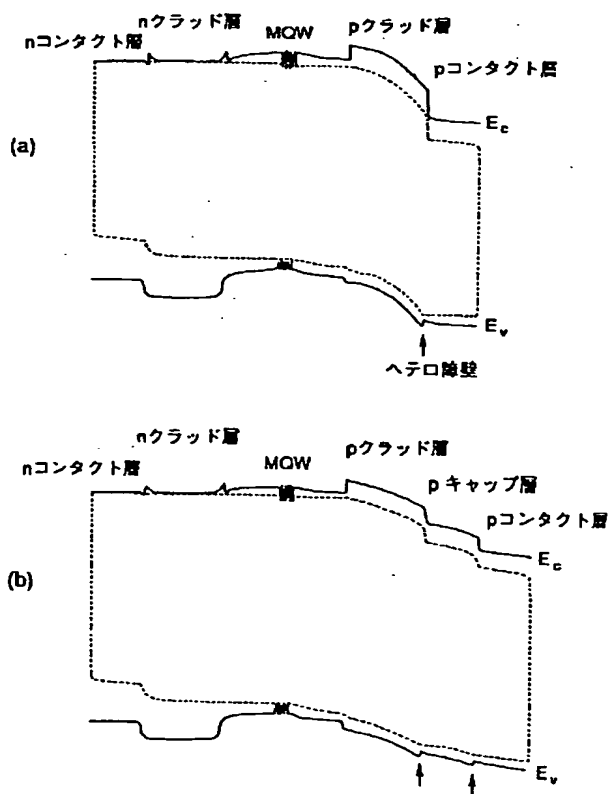 nコンタクト層
nクラッド層
MQW
pクラッド層
pコンタクト層
(a)
Ec
Ev
ヘテロ障壁
nコンタクト層
nクラッド層
MQW
pクラッド層
pキャップ層
pコンタクト層
(b)
Ec
Ev